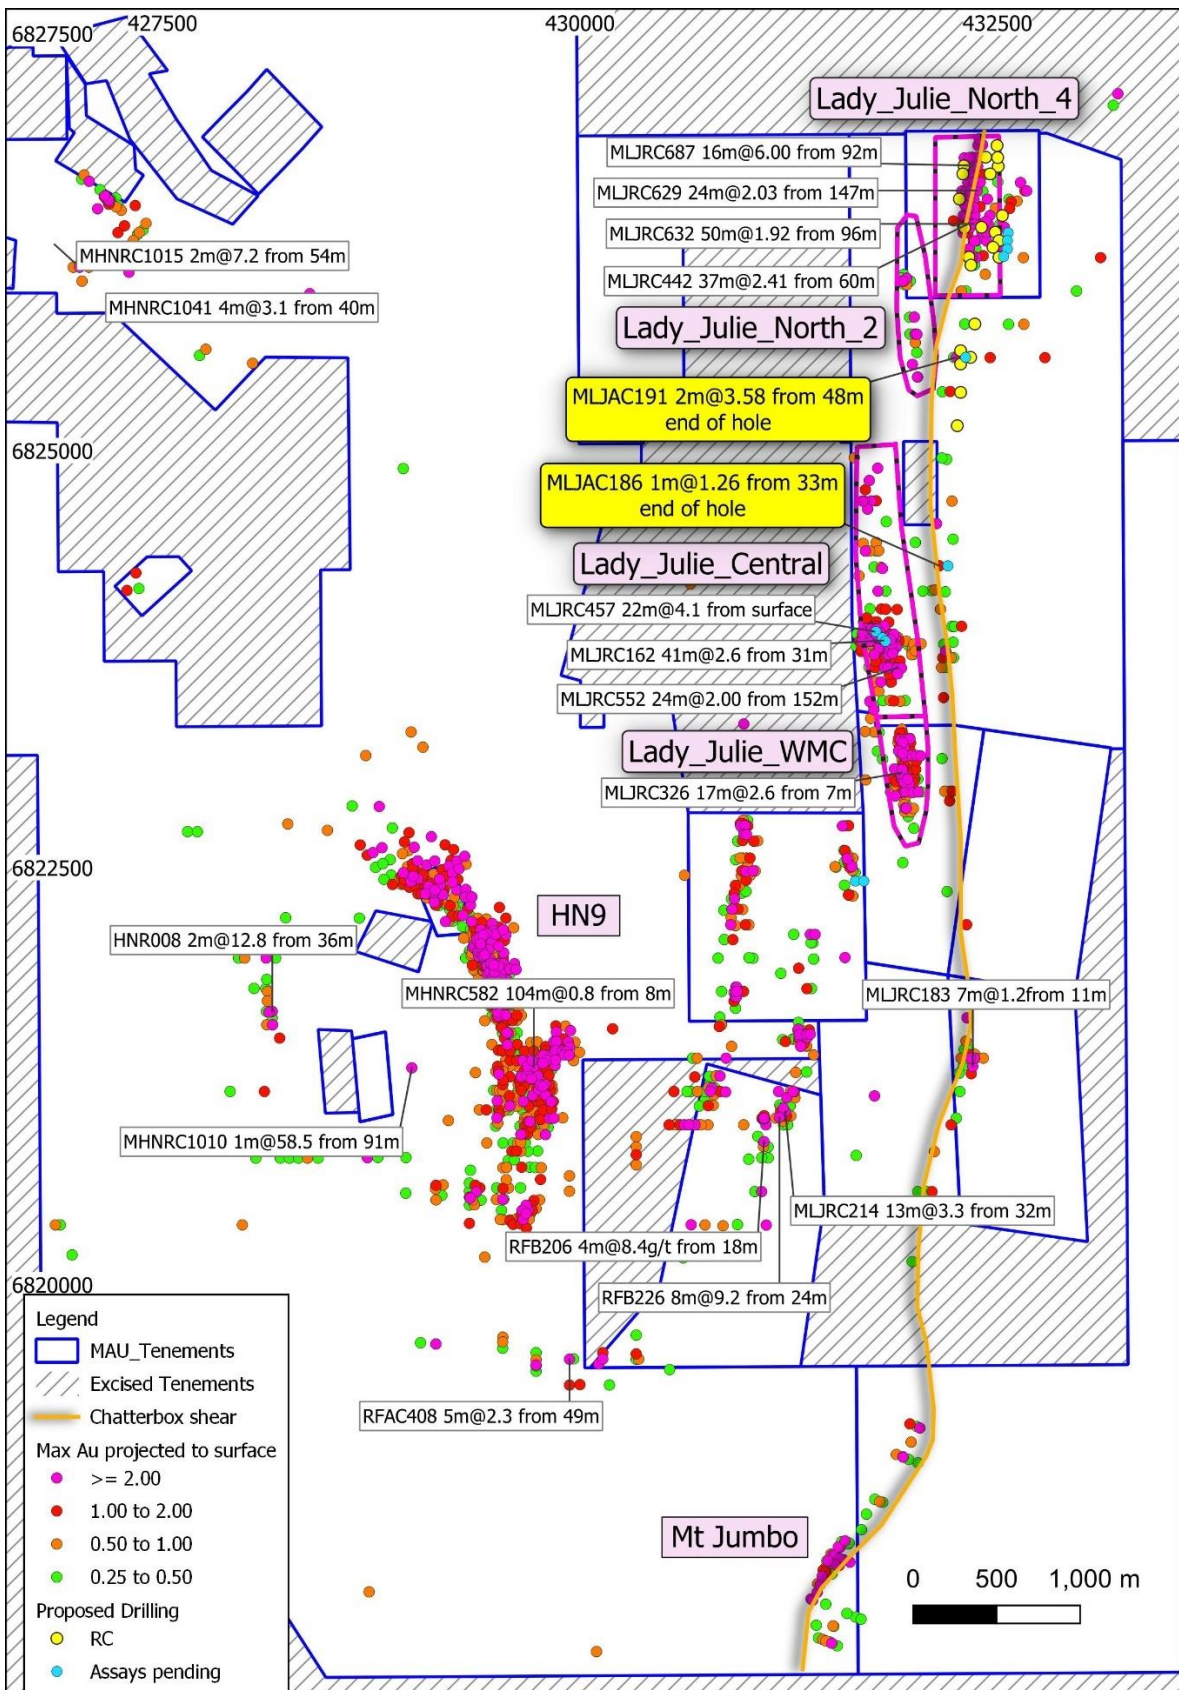 427500
430000
432500
6827500
Lady_Julie_North_4
MLJRC687 16m@6.00 from 92m
MLJRC629 24m@2.03 from 147m
MLJRC632 50m@1.92 from 96m
MHNRC1015 2m@7.2 from 54m
MLJRC442 37m@2.41 from 60m
MHNRC1041 4m@3.1 from 40m
Lady_Julie_North_2
MLJAC191 2m@3.58 from 48m
end of hole
6825000
MLJAC186 1m@1.26 from 33m
end of hole
Lady_Julie_Central
MLJRC457 22m@4.1 from surface
MLJRC162 41m@2.6 from 31m
MLJRC552 24m@2.00 from 152m
Lady_Julie_WMC
MLJRC326 17m@2.6 from 7m
6822500
HN9
HNR008 2m@12.8 from 36m
MHNRC582 104m@0.8 from 8m
MLJRC183 7m@1.2from 11m
MHNRC1010 1m@58.5 from 91m
MLJRC214 13m@3.3 from 32m
RFB206 4m@8.4g/t from 18m
6820000
RFB226 8m@9.2 from 24m
RFAC408 5m@2.3 from 49m
Mt Jumbo
Legend
MAU_Tenements
Excised Tenements
Chatterbox shear
Max Au projected to surface
>= 2.00
1.00 to 2.00
0.50 to 1.00
0.25 to 0.50
Proposed Drilling
RC
Assays pending
0 500 1,000 m